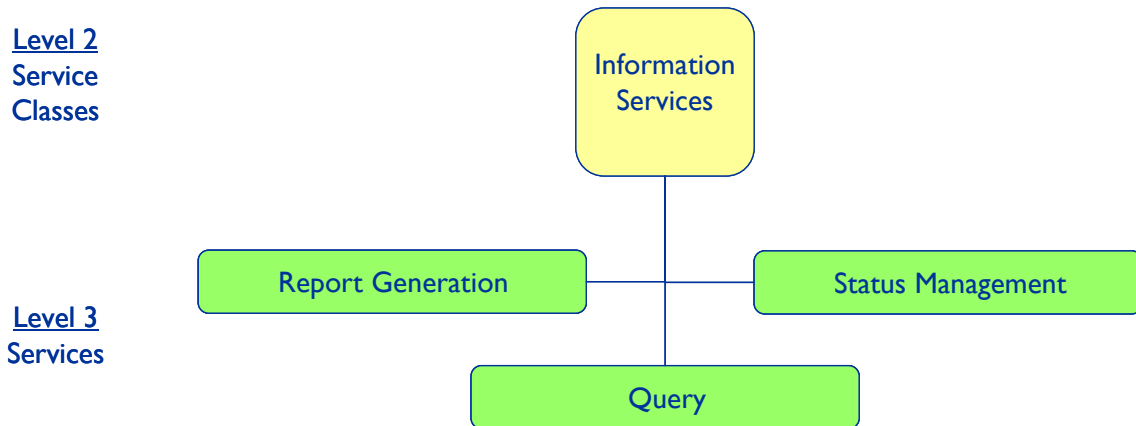 Level 2
Service
Classes
Information
Services
Report Generation
Status Management
Level 3
Services
Query